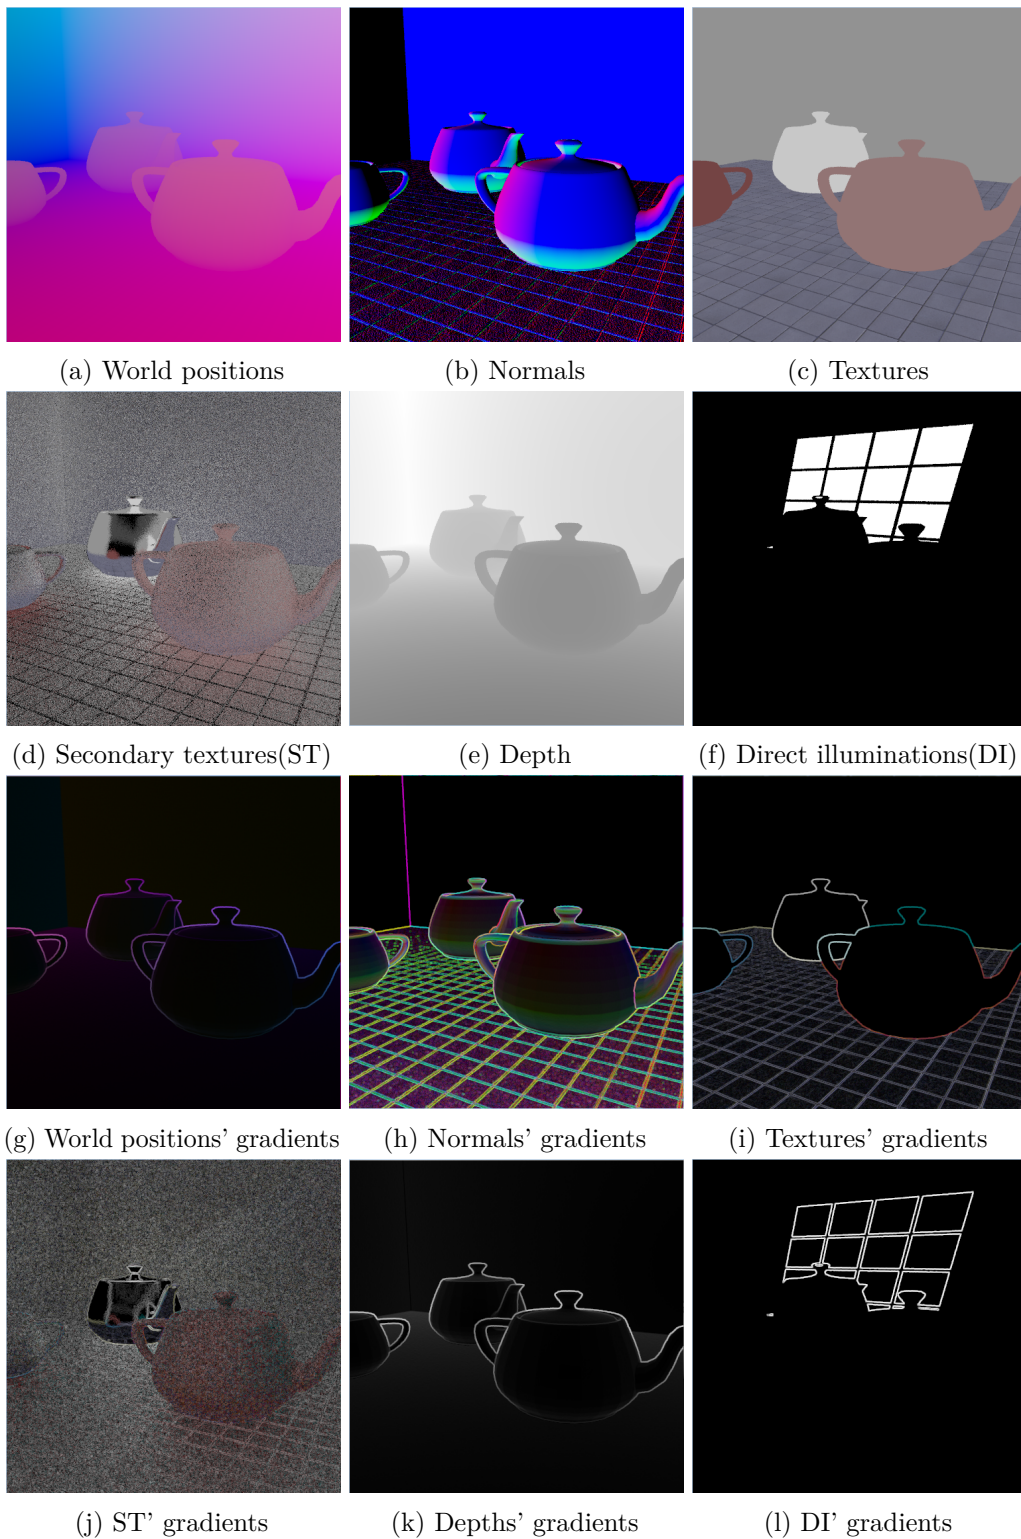 (a) World positions
(b) Normals
(c) Textures
(d) Secondary textures(ST)
(e) Depth
(f) Direct illuminations(DI)
(g) World positions' gradients
(h) Normals' gradients
(i) Textures' gradients
(j) ST' gradients
(k) Depths' gradients
(l) DI' gradients